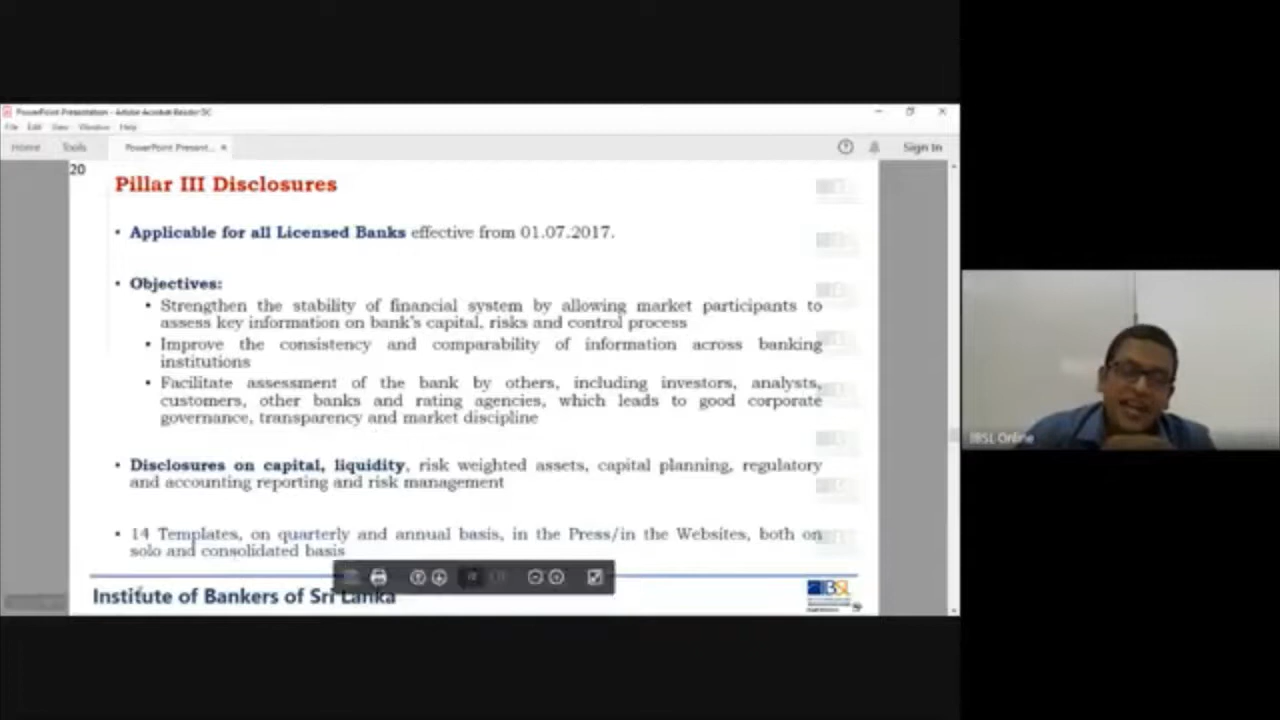 PowerPoint Presentation - Adobe Acrobat Reader DC
File Edit View Window Help
Home Tools PowerPoint Present... × Sign In
20
Pillar III Disclosures
• Applicable for all Licensed Banks effective from 01.07.2017.
• Objectives:
• Strengthen the stability of financial system by allowing market participants to
assess key information on bank's capital, risks and control process
• Improve the consistency and comparability of information across banking
institutions
• Facilitate assessment of the bank by others, including investors, analysts,
customers, other banks and rating agencies, which leads to good corporate
governance, transparency and market discipline
• Disclosures on capital, liquidity, risk weighted assets, capital planning, regulatory
and accounting reporting and risk management
• 14 Templates, on quarterly and annual basis, in the Press/in the Websites, both on
solo and consolidated basis
Institute of Bankers of Sri Lanka
IBSL
IBSL Online